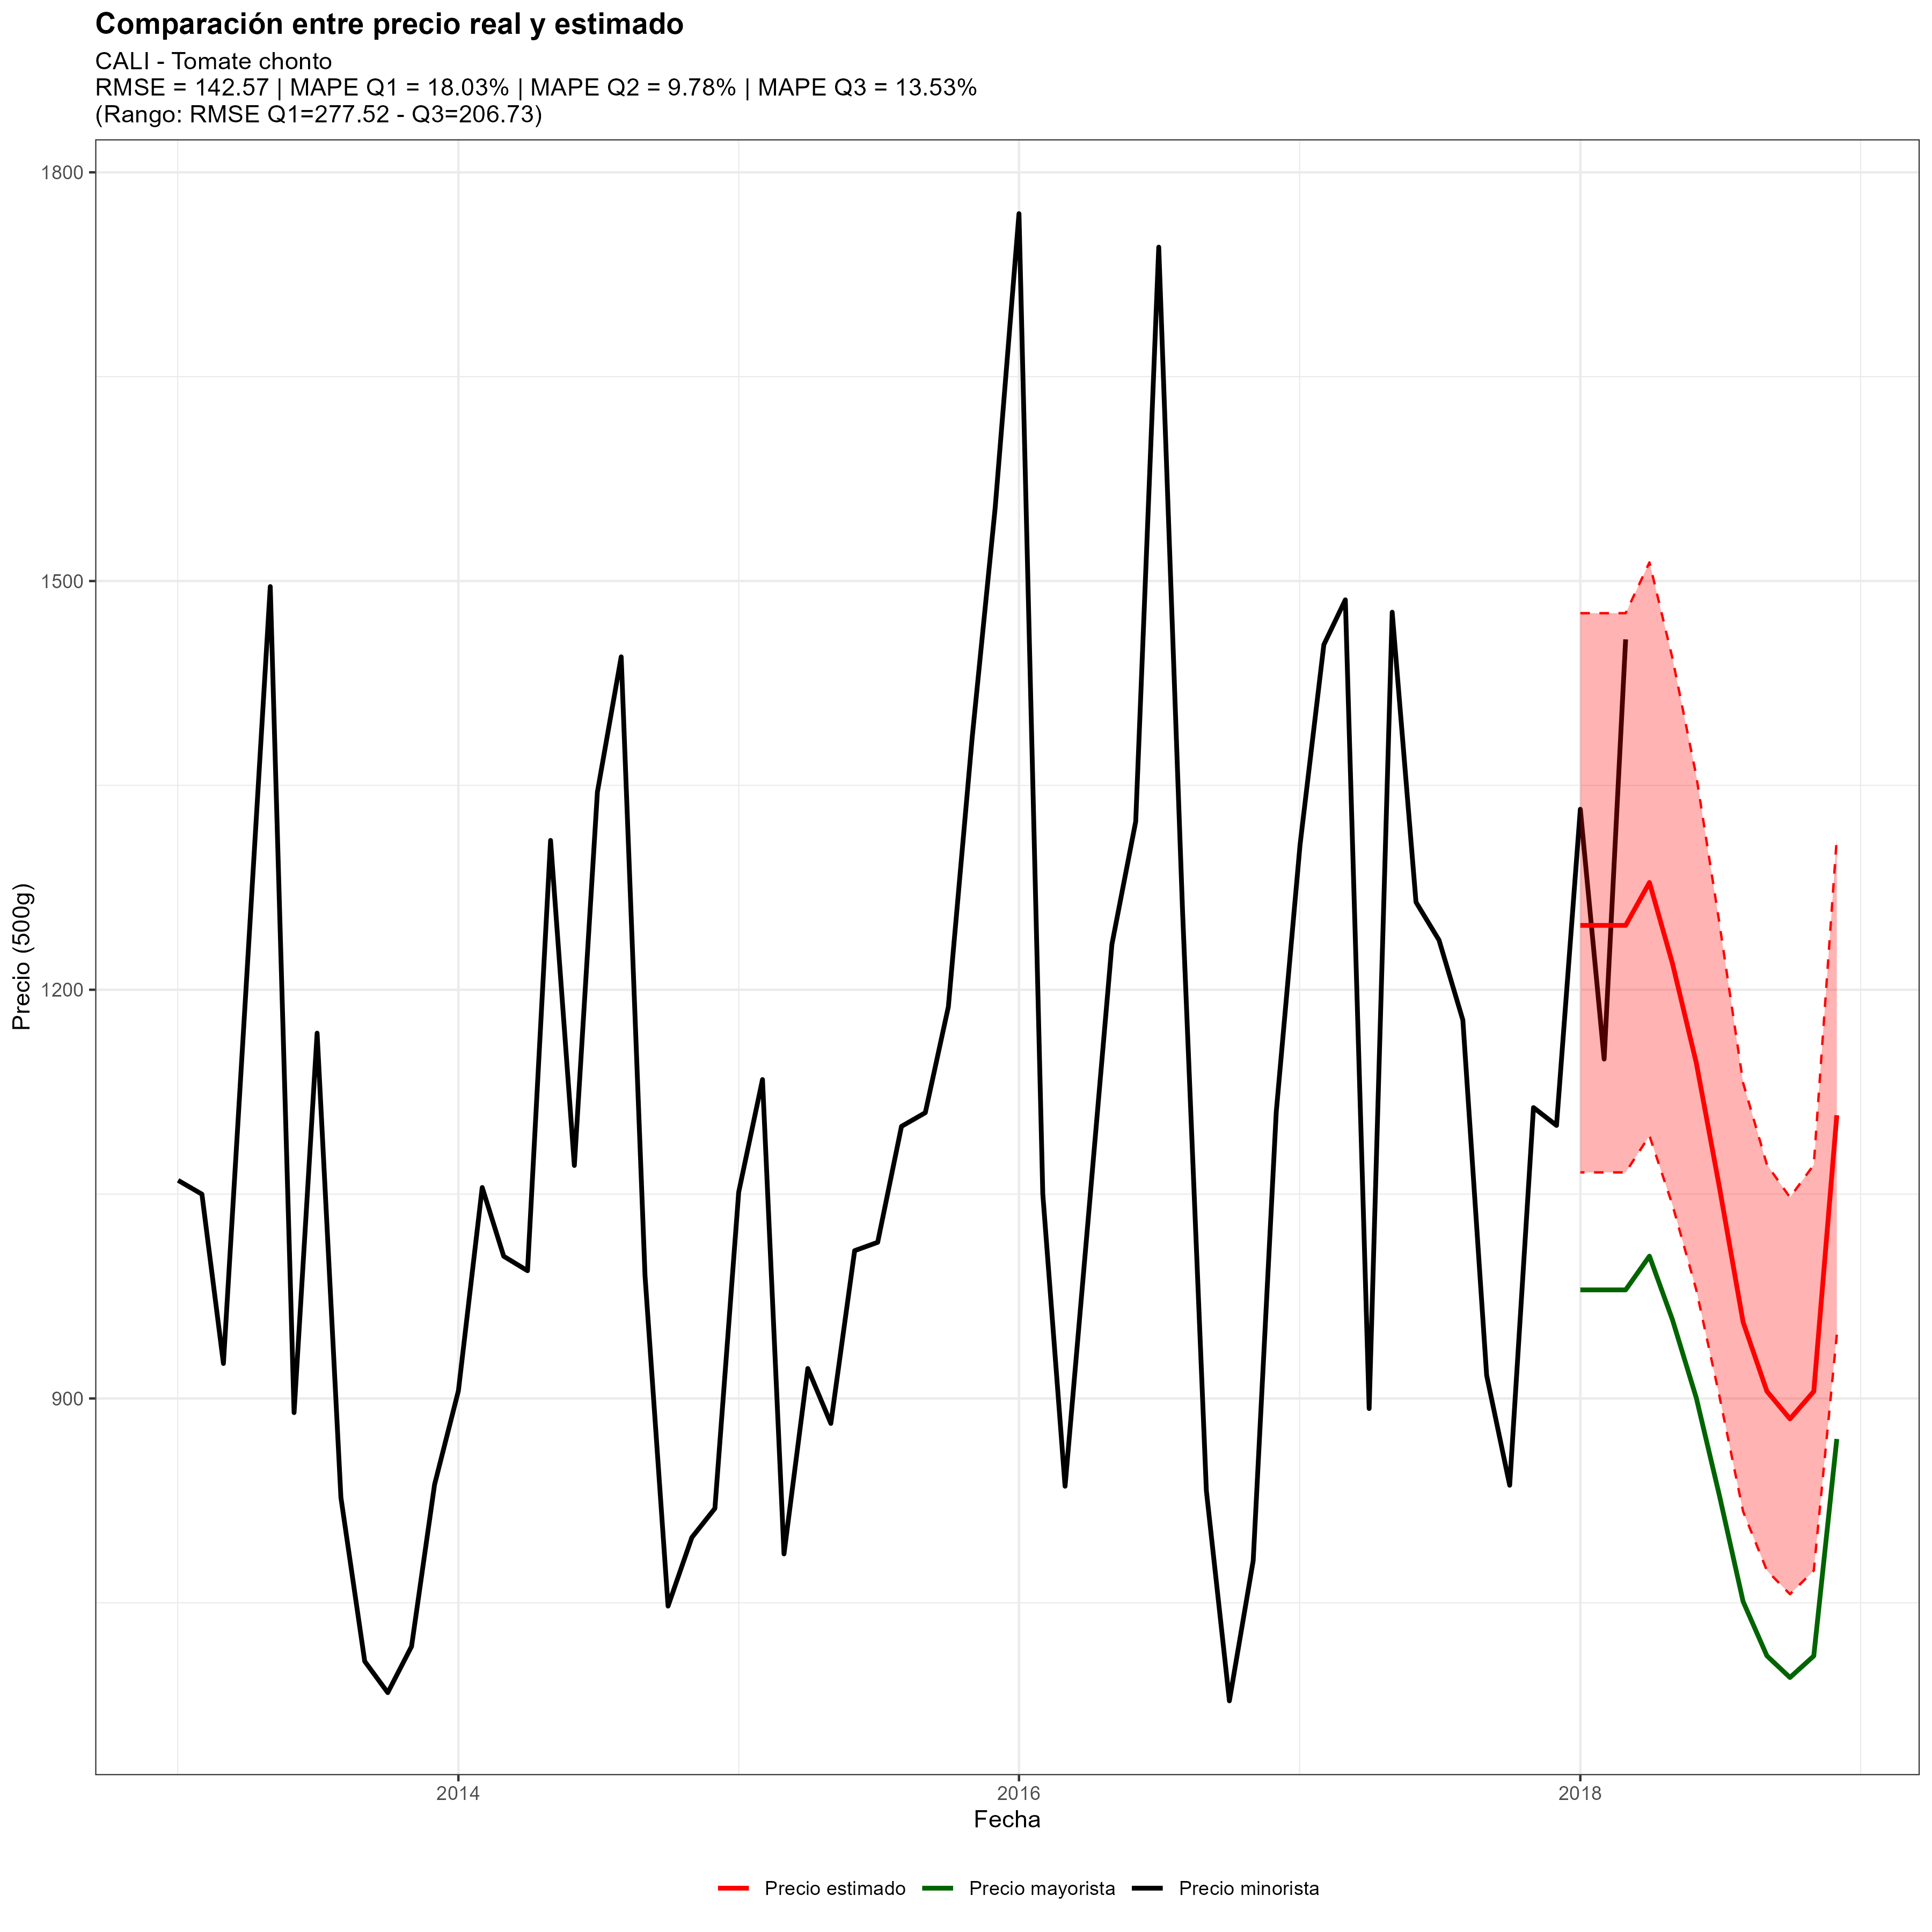 Comparación entre precio real y estimado
CALI - Tomate chonto
RMSE = 142.57 | MAPE Q1 = 18.03% | MAPE Q2 = 9.78% | MAPE Q3 = 13.53%
(Rango: RMSE Q1=277.52 - Q3=206.73)
1800
1500
1200
900
Precio (500g)
2014
2016
2018
Fecha
Precio estimado
Precio mayorista
Precio minorista